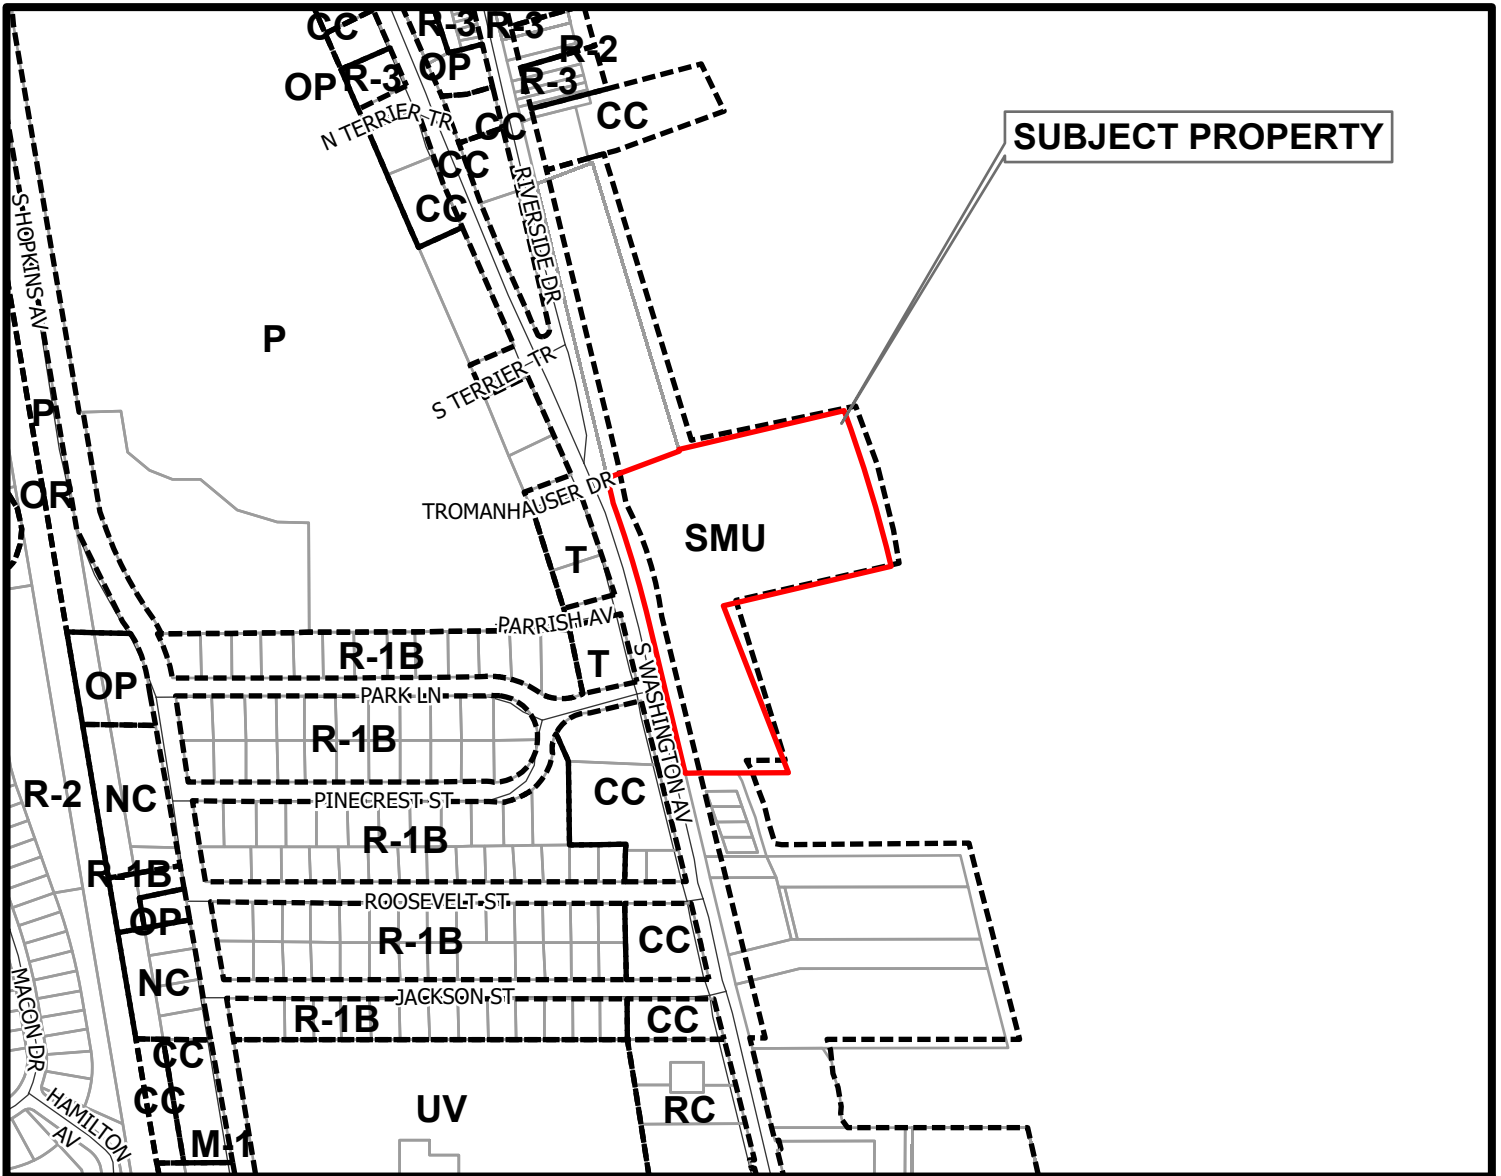 CC
R-3
R-3
R-2
OP
R-3
OP
R-3
CC
N TERRIER TR
CC
SUBJECT PROPERTY
CC
CC
RIVERSIDE DR
S HOPKINS AV
P
S TERRIER TR
P
OR
TROMANHAUSER DR
SMU
T
PARRISH AV
R-1B
T
S WASHINGTON AV
OP
PARK LN
R-1B
R-2
NC
PINECREST ST
CC
R-1B
R-1B
ROOSEVELT ST
OP
R-1B
CC
NC
JACKSON ST
MACON DR
R-1B
CC
CC
CC
HAMILTON
AV
UV
RC
M-1